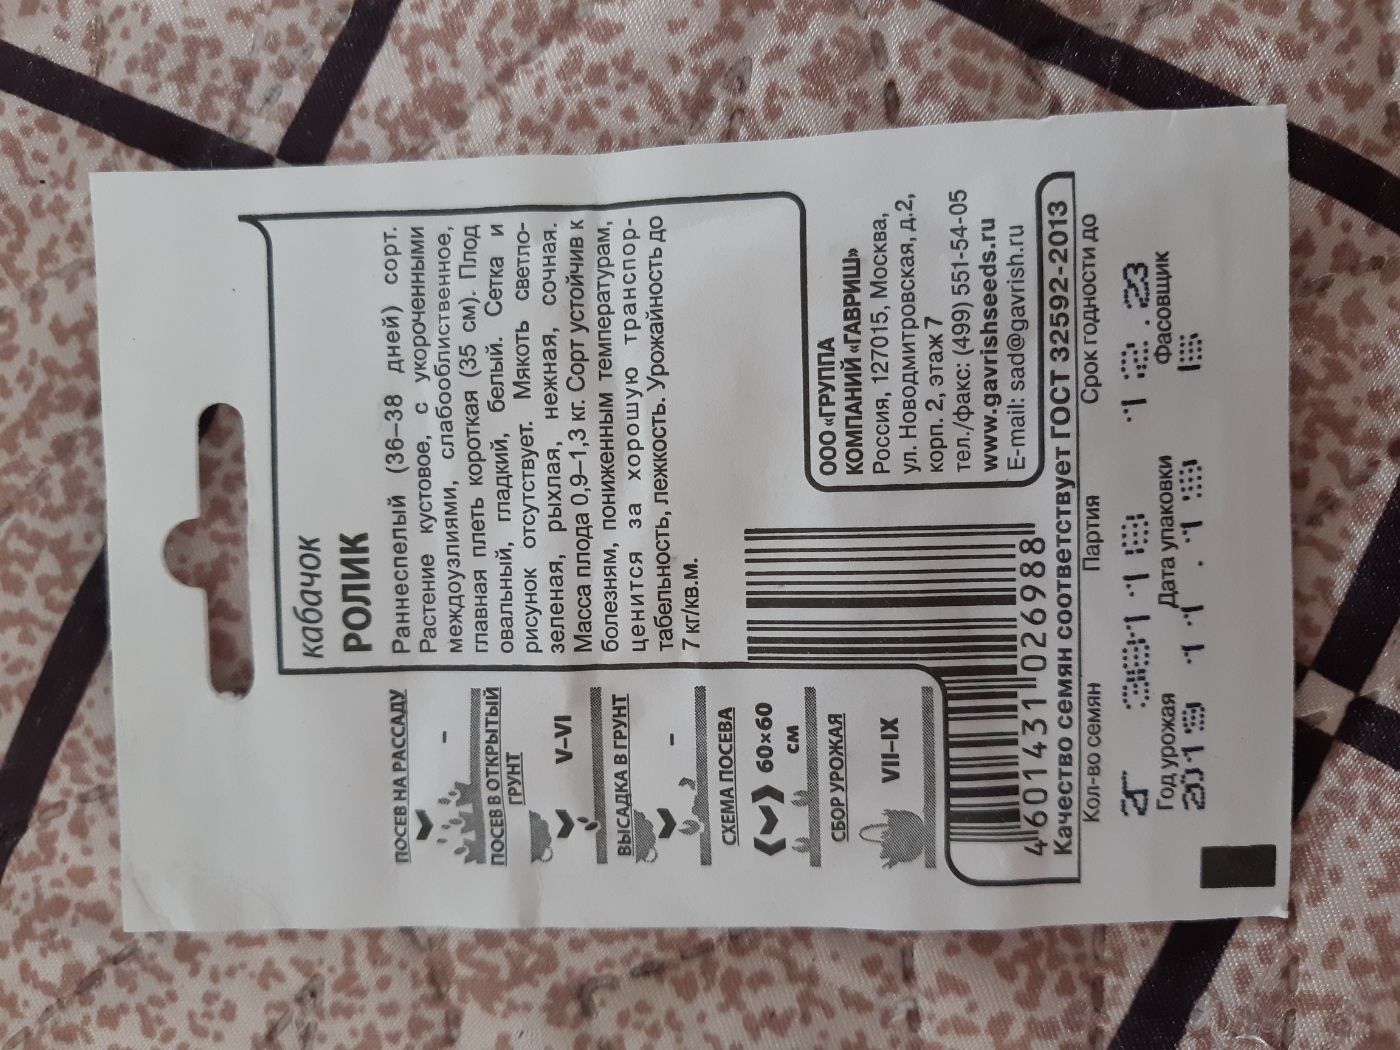 кабачок
РОЛИК
Раннеспелый (36–38 дней) сорт.
Растение кустовое, с укороченными
междоузлиями, слабооблиственное,
главная плеть короткая (35 см). Плод
овальный, гладкий, белый. Сетка и
рисунок отсутствует. Мякоть светло-
зеленая, рыхлая, нежная, сочная.
Масса плода 0,9–1,3 кг. Сорт устойчив к
болезням, пониженным температурам,
ценится за хорошую транспор-
табельность, лежкость. Урожайность до
7 кг/кв.м.
ПОСЕВ НА РАССАДУ
–
ПОСЕВ В ОТКРЫТЫЙ
ГРУНТ
V–VI
ВЫСАДКА В ГРУНТ
–
СХЕМА ПОСЕВА
60×60
см
СБОР УРОЖАЯ
VII–IX
4601431026988
ООО «ГРУППА
КОМПАНИЙ «ГАВРИШ»
Россия, 127015, Москва,
ул. Новодмитровская, д.2,
корп. 2, этаж 7
тел./факс: (499) 551-54-05
www.gavrishseeds.ru
E-mail: sad@gavrish.ru
Качество семян соответствует ГОСТ 32592-2013
Кол-во семян Партия Срок годности до
12.23
Год урожая Дата упаковки Фасовщик
2019